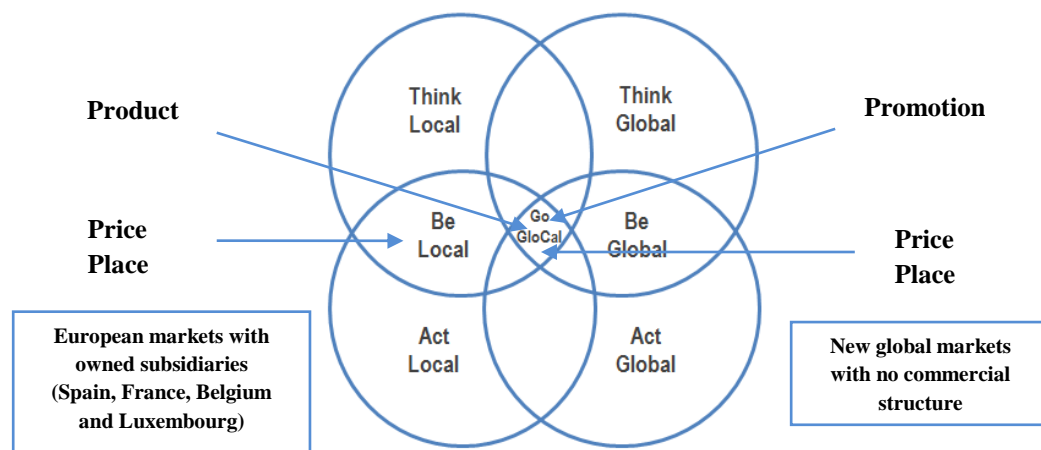 Think
Local
Think
Global
Product
Promotion
Price
Place
Be
Local
Go
GloCal
Be
Global
Price
Place
European markets with
owned subsidiaries
(Spain, France, Belgium
and Luxembourg)
Act
Local
Act
Global
New global markets
with no commercial
structure